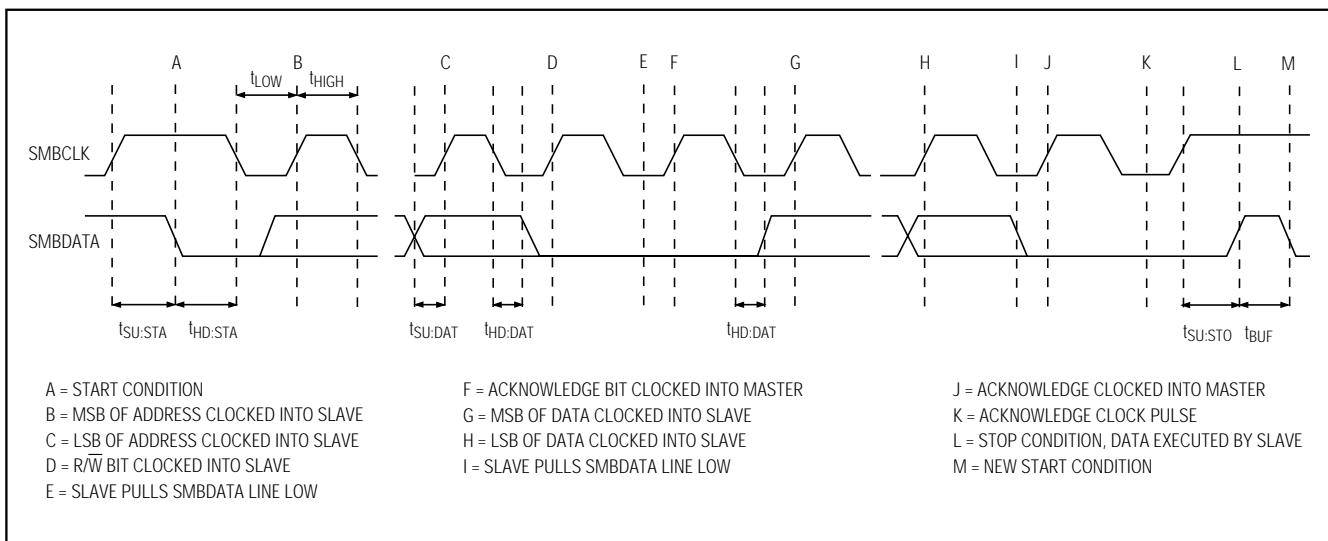 A B C D E F G H I J K L M
tLOW tHIGH
SMBCLK
SMBDATA
tSU:STA tHD:STA tSU:DAT tHD:DAT tHD:DAT tSU:STO tBUF
A = START CONDITION
B = MSB OF ADDRESS CLOCKED INTO SLAVE
C = LSB OF ADDRESS CLOCKED INTO SLAVE
D = R/W̅ BIT CLOCKED INTO SLAVE
E = SLAVE PULLS SMBDATA LINE LOW
F = ACKNOWLEDGE BIT CLOCKED INTO MASTER
G = MSB OF DATA CLOCKED INTO SLAVE
H = LSB OF DATA CLOCKED INTO SLAVE
I = SLAVE PULLS SMBDATA LINE LOW
J = ACKNOWLEDGE CLOCKED INTO MASTER
K = ACKNOWLEDGE CLOCK PULSE
L = STOP CONDITION, DATA EXECUTED BY SLAVE
M = NEW START CONDITION